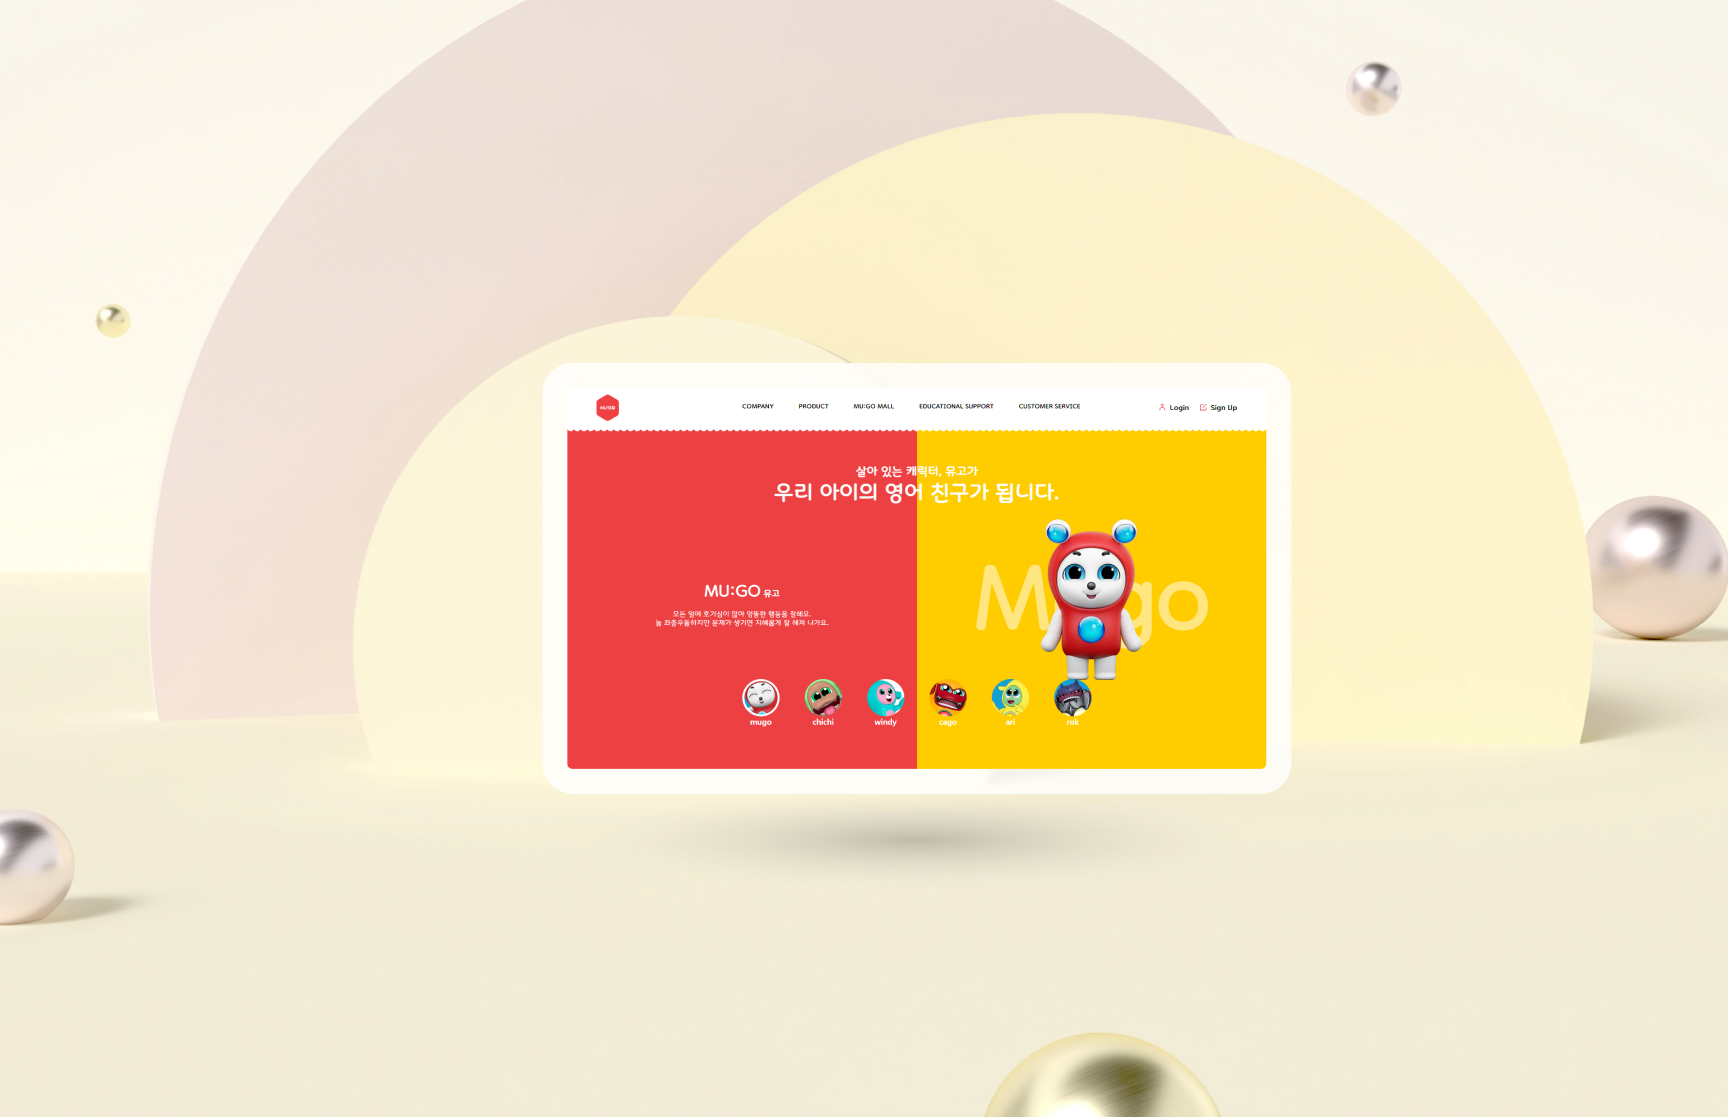 MU:GO
COMPANY PRODUCT MU:GO MALL EDUCATIONAL SUPPORT CUSTOMER SERVICE
Login Sign Up
살아 있는 캐릭터, 유고가
우리 아이의 영어 친구가 됩니다.
MU:GO 유고
모든 일에 호기심이 많아 엉뚱한 행동을 잘해요.
늘 좌충우돌하지만 문제가 생기면 지혜롭게 잘 헤쳐 나가요.
go
mugo chichi windy cago ari rok